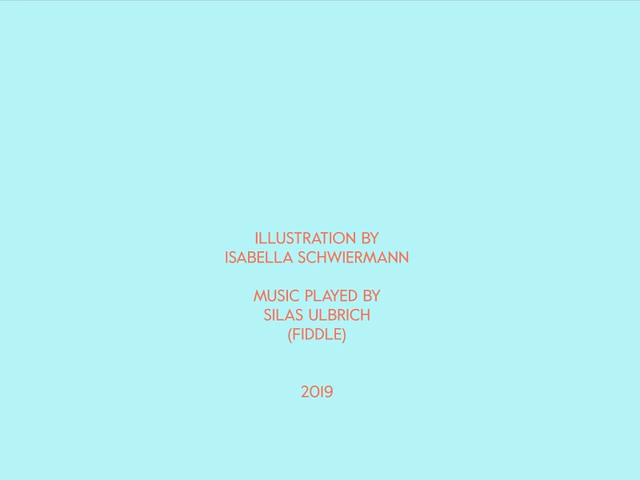 ILLUSTRATION BY
ISABELLA SCHWIERMANN
MUSIC PLAYED BY
SILAS ULBRICH
(FIDDLE)
2019